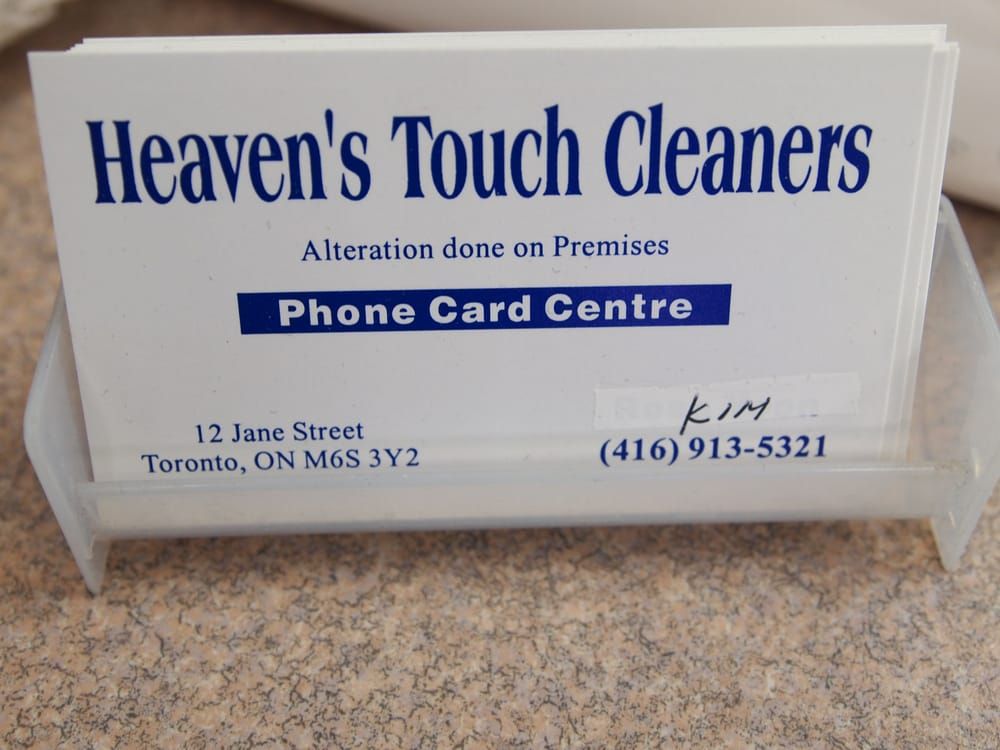 Heaven's Touch Cleaners
Alteration done on Premises
Phone Card Centre
KIM
12 Jane Street
Toronto, ON M6S 3Y2
(416) 913-5321